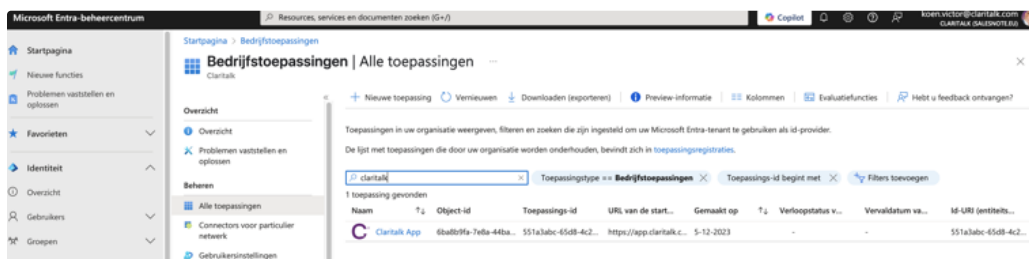 Microsoft Entra-beheercentrum
Resources, services en documenten zoeken (G+/)
Copilot
koen.victor@claritalk.com
CLARITALK (SALESNOTE.EU)
Startpagina
Nieuwe functies
Problemen vaststellen en
oplossen
Favorieten
Identiteit
Overzicht
Gebruikers
Groepen
Startpagina > Bedrijfstoepassingen
Bedrijfstoepassingen | Alle toepassingen
Claritalk
Overzicht
Overzicht
Problemen vaststellen en
oplossen
Beheren
Alle toepassingen
Connectors voor particulier
netwerk
Gebruikersinstellingen
Nieuwe toepassing
Vernieuwen
Downloaden (exporteren)
Preview-informatie
Kolommen
Evaluatiefuncties
Hebt u feedback ontvangen?
Toepassingen in uw organisatie weergeven, filteren en zoeken die zijn ingesteld om uw Microsoft Entra-tenant te gebruiken als id-provider.
De lijst met toepassingen die door uw organisatie worden onderhouden, bevindt zich in toepassingsregistraties.
claritalk
Toepassingstype == Bedrijfstoepassingen
Toepassings-id begint met
Filters toevoegen
1 toepassing gevonden
Naam Object-id Toepassings-id URL van de start... Gemaakt op Verloopstatus v... Vervaldatum va... Id-URI (entiteits...
Claritalk App 6ba8b9fa-7e8a-44ba... 551a3abc-65d8-4c2... https://app.claritalk.c... 5-12-2023 - - 551a3abc-65d8-4c2...